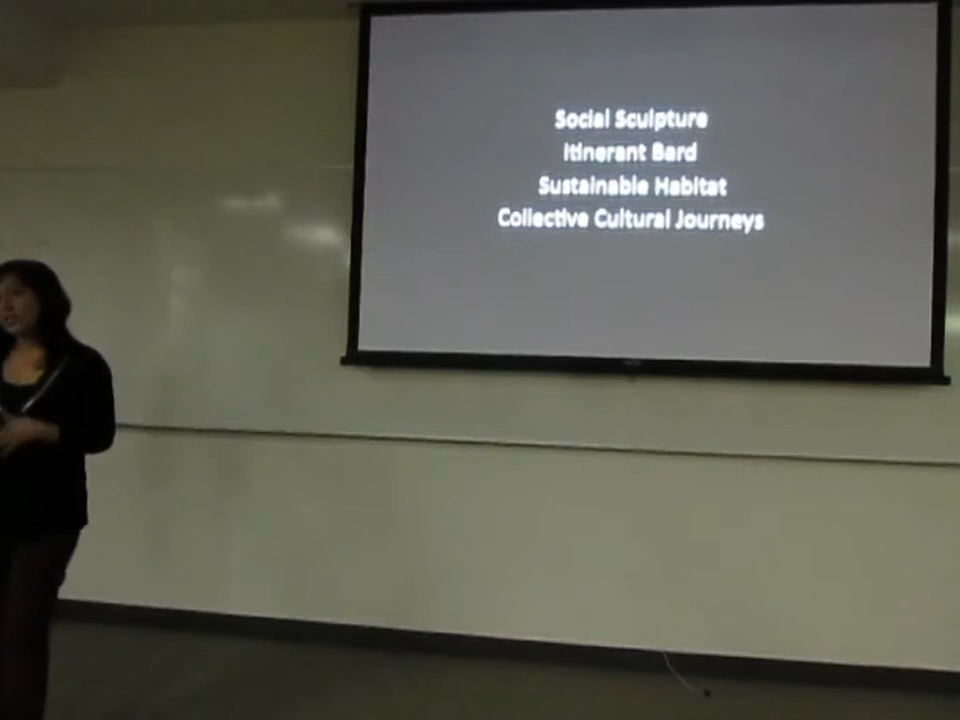 Social Sculpture
Itinerant Bard
Sustainable Habitat
Collective Cultural Journeys